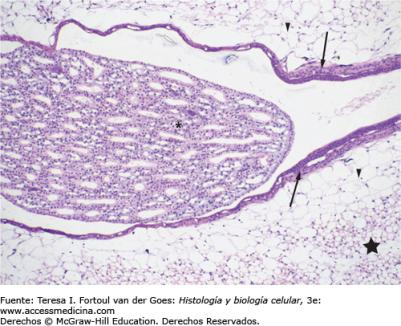 Fuente: Teresa I. Fortoul van der Goes: Histología y biología celular, 3e:
www.accessmedicina.com
Derechos © McGraw-Hill Education. Derechos Reservados.